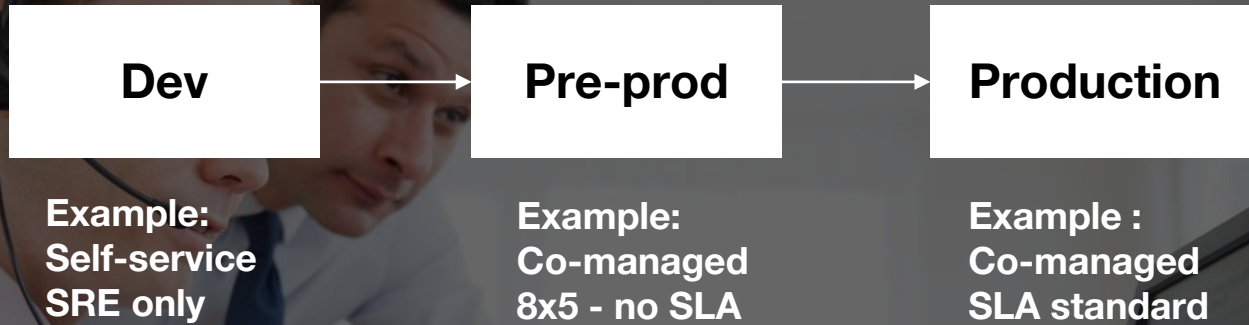 Dev
Pre-prod
Production
Example:
Self-service
SRE only
Example:
Co-managed
8x5 - no SLA
Example :
Co-managed
SLA standard